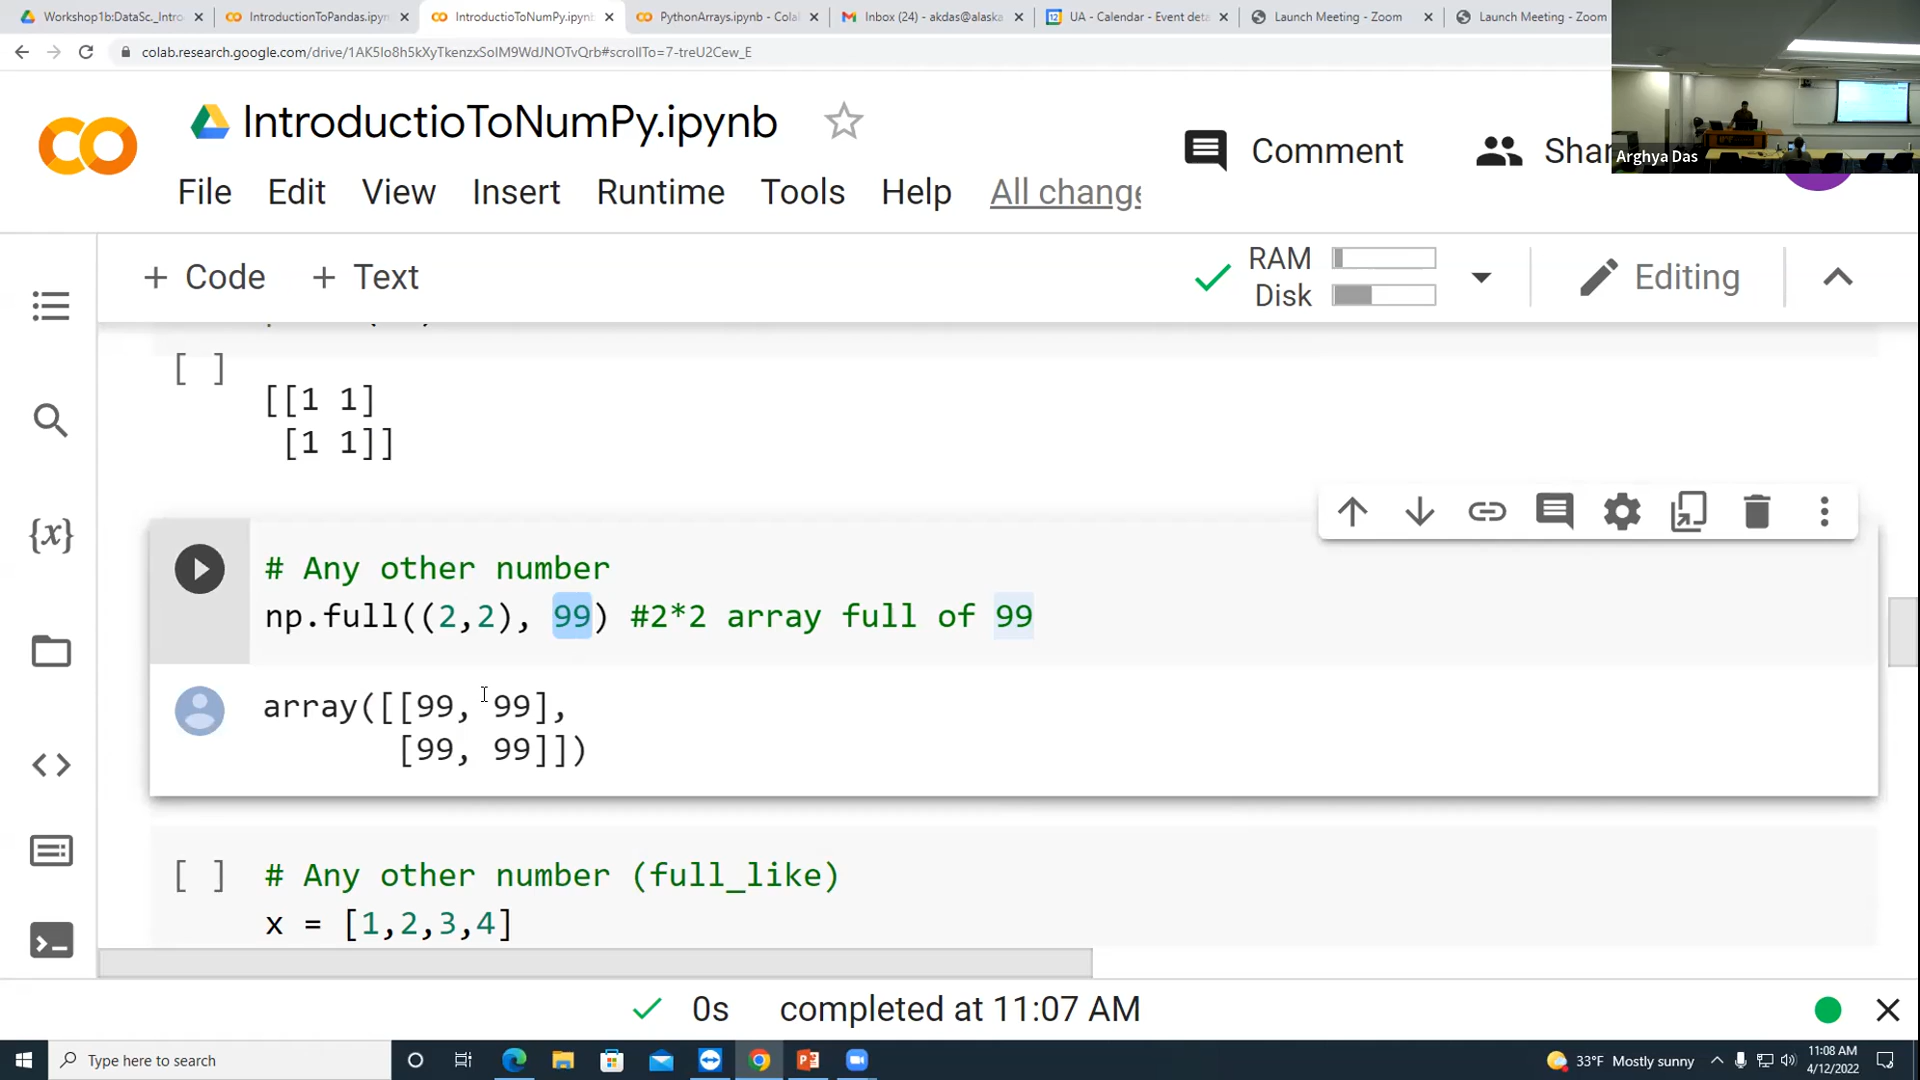 Workshop1b:DataSc._Intro
IntroductionToPandas.ipyn
IntroductioToNumPy.ipynb
PythonArrays.ipynb - Cola
Inbox (24) - akdas@alaska
UA - Calendar - Event deta
Launch Meeting - Zoom
Launch Meeting - Zoom
colab.research.google.com/drive/1AK5Io8h5kXyTkenzxSoIM9WdJNOTvQrb#scrollTo=7-treU2Cew_E
Arghya Das
IntroductioToNumPy.ipynb
Comment
Shar
File Edit View Insert Runtime Tools Help All change
+ Code + Text
RAM
Disk
Editing
[ ]
[[1 1]
[1 1]]
# Any other number
np.full((2,2), 99) #2*2 array full of 99
{x}
array([[99, 99],
[99, 99]])
[ ] # Any other number (full_like)
x = [1,2,3,4]
0s completed at 11:07 AM
Type here to search
33°F Mostly sunny
11:08 AM
4/12/2022